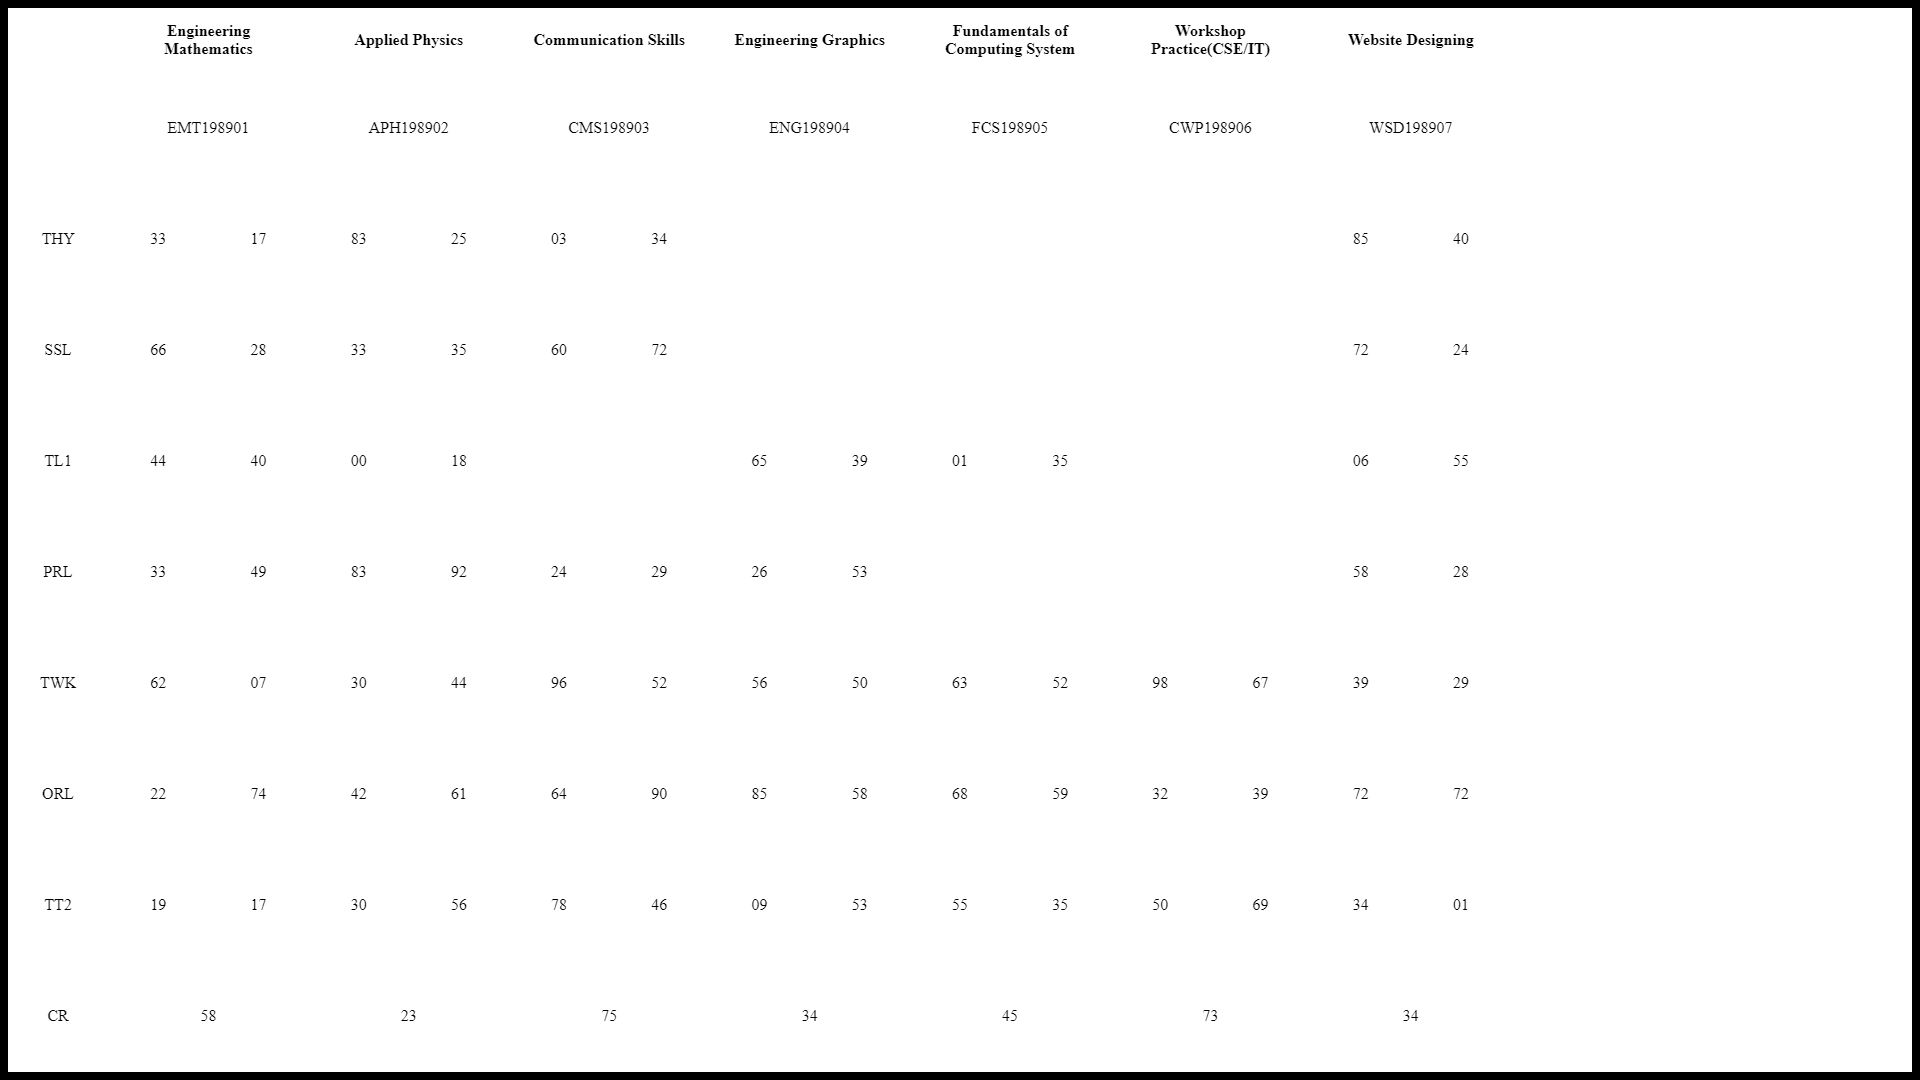 Engineering Mathematics Applied Physics Communication Skills Engineering Graphics Fundamentals of Computing System Workshop Practice(CSE/IT) Website Designing
EMT198901 APH198902 CMS198903 ENG198904 FCS198905 CWP198906 WSD198907
THY 33 17 83 25 03 34 85 40
SSL 66 28 33 35 60 72 72 24
TL1 44 40 00 18 65 39 01 35 06 55
PRL 33 49 83 92 24 29 26 53 58 28
TWK 62 07 30 44 96 52 56 50 63 52 98 67 39 29
ORL 22 74 42 61 64 90 85 58 68 59 32 39 72 72
TT2 19 17 30 56 78 46 09 53 55 35 50 69 34 01
CR 58 23 75 34 45 73 34